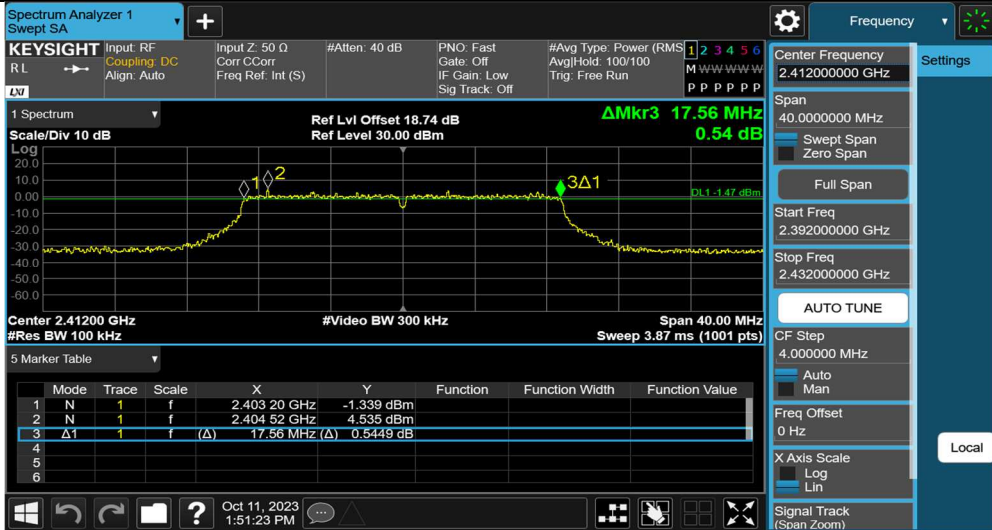 Spectrum Analyzer 1
Swept SA
Frequency
KEYSIGHT
RL
LXI
Input: RF
Coupling: DC
Align: Auto
Input Z: 50 Ω
Corr CCorr
Freq Ref: Int (S)
#Atten: 40 dB
PNO: Fast
Gate: Off
IF Gain: Low
Sig Track: Off
#Avg Type: Power (RMS
Avg|Hold: 100/100
Trig: Free Run
1 2 3 4 5 6
M W W W W W
P P P P P P
1 Spectrum
Scale/Div 10 dB
Ref Lvl Offset 18.74 dB
Ref Level 30.00 dBm
ΔMkr3 17.56 MHz
0.54 dB
Log
20.0
10.0
0.00
-10.0
-20.0
-30.0
-40.0
-50.0
-60.0
1
2
3Δ1
DL1 -1.47 dBm
Center 2.41200 GHz
#Video BW 300 kHz
Span 40.00 MHz
#Res BW 100 kHz
Sweep 3.87 ms (1001 pts)
5 Marker Table
Mode Trace Scale X Y Function Function Width Function Value
1 N 1 f 2.403 20 GHz -1.339 dBm
2 N 1 f 2.404 52 GHz 4.535 dBm
3 Δ1 1 f (Δ) 17.56 MHz (Δ) 0.5449 dB
4
5
6
?
Oct 11, 2023
1:51:23 PM
Center Frequency
2.412000000 GHz
Span
40.0000000 MHz
Swept Span
Zero Span
Full Span
Start Freq
2.392000000 GHz
Stop Freq
2.432000000 GHz
AUTO TUNE
CF Step
4.000000 MHz
Auto
Man
Freq Offset
0 Hz
X Axis Scale
Log
Lin
Signal Track
(Span Zoom)
Settings
Local